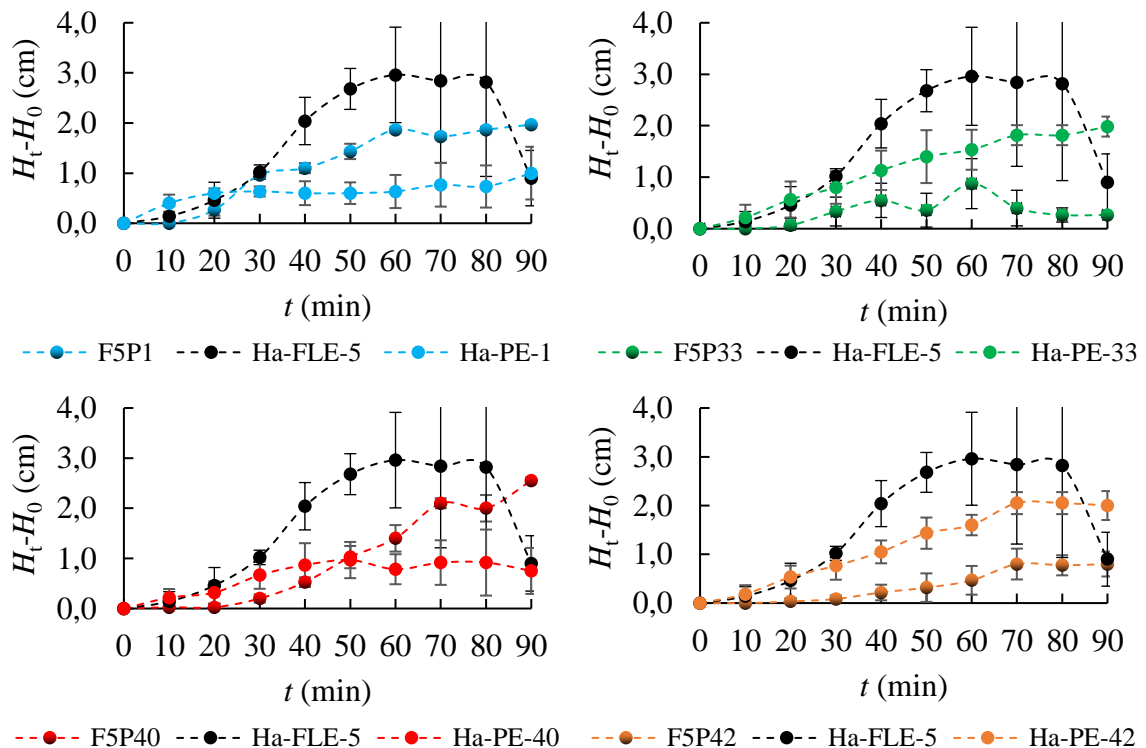 4,0
3,0
2,0
1,0
0,0
Ht-H0 (cm)
0 10 20 30 40 50 60 70 80 90
t (min)
F5P1 Ha-FLE-5 Ha-PE-1
4,0
3,0
2,0
1,0
0,0
Ht-H0 (cm)
0 10 20 30 40 50 60 70 80 90
t (min)
F5P33 Ha-FLE-5 Ha-PE-33
4,0
3,0
2,0
1,0
0,0
Ht-H0 (cm)
0 10 20 30 40 50 60 70 80 90
t (min)
F5P40 Ha-FLE-5 Ha-PE-40
4,0
3,0
2,0
1,0
0,0
Ht-H0 (cm)
0 10 20 30 40 50 60 70 80 90
t (min)
F5P42 Ha-FLE-5 Ha-PE-42